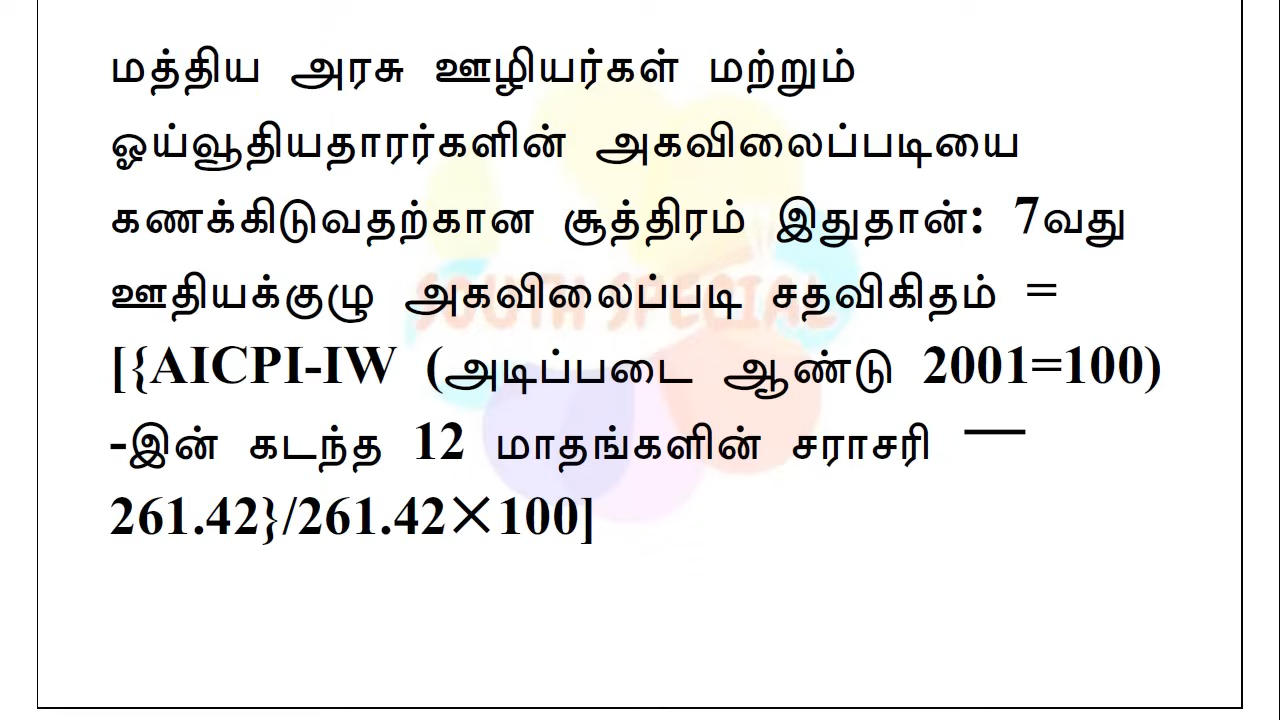 மத்திய அரசு ஊழியர்கள் மற்றும்
ஓய்வூதியதாரர்களின் அகவிலைப்படியை
கணக்கிடுவதற்கான சூத்திரம் இதுதான்: 7வது
ஊதியக்குழு அகவிலைப்படி சதவிகிதம் =
[{AICPI-IW (அடிப்படை ஆண்டு 2001=100)
-இன் கடந்த 12 மாதங்களின் சராசரி —
261.42}/261.42×100]
SOUTH SPECIAL